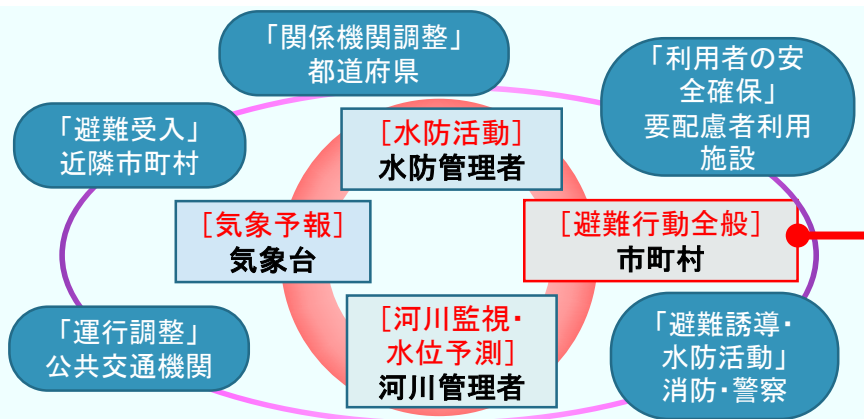 「関係機関調整」
都道府県
「利用者の安
全確保」
要配慮者利用
施設
「避難受入」
近隣市町村
［水防活動］
水防管理者
［気象予報］
気象台
［避難行動全般］
市町村
［河川監視・
水位予測］
河川管理者
「運行調整」
公共交通機関
「避難誘導・
水防活動」
消防・警察